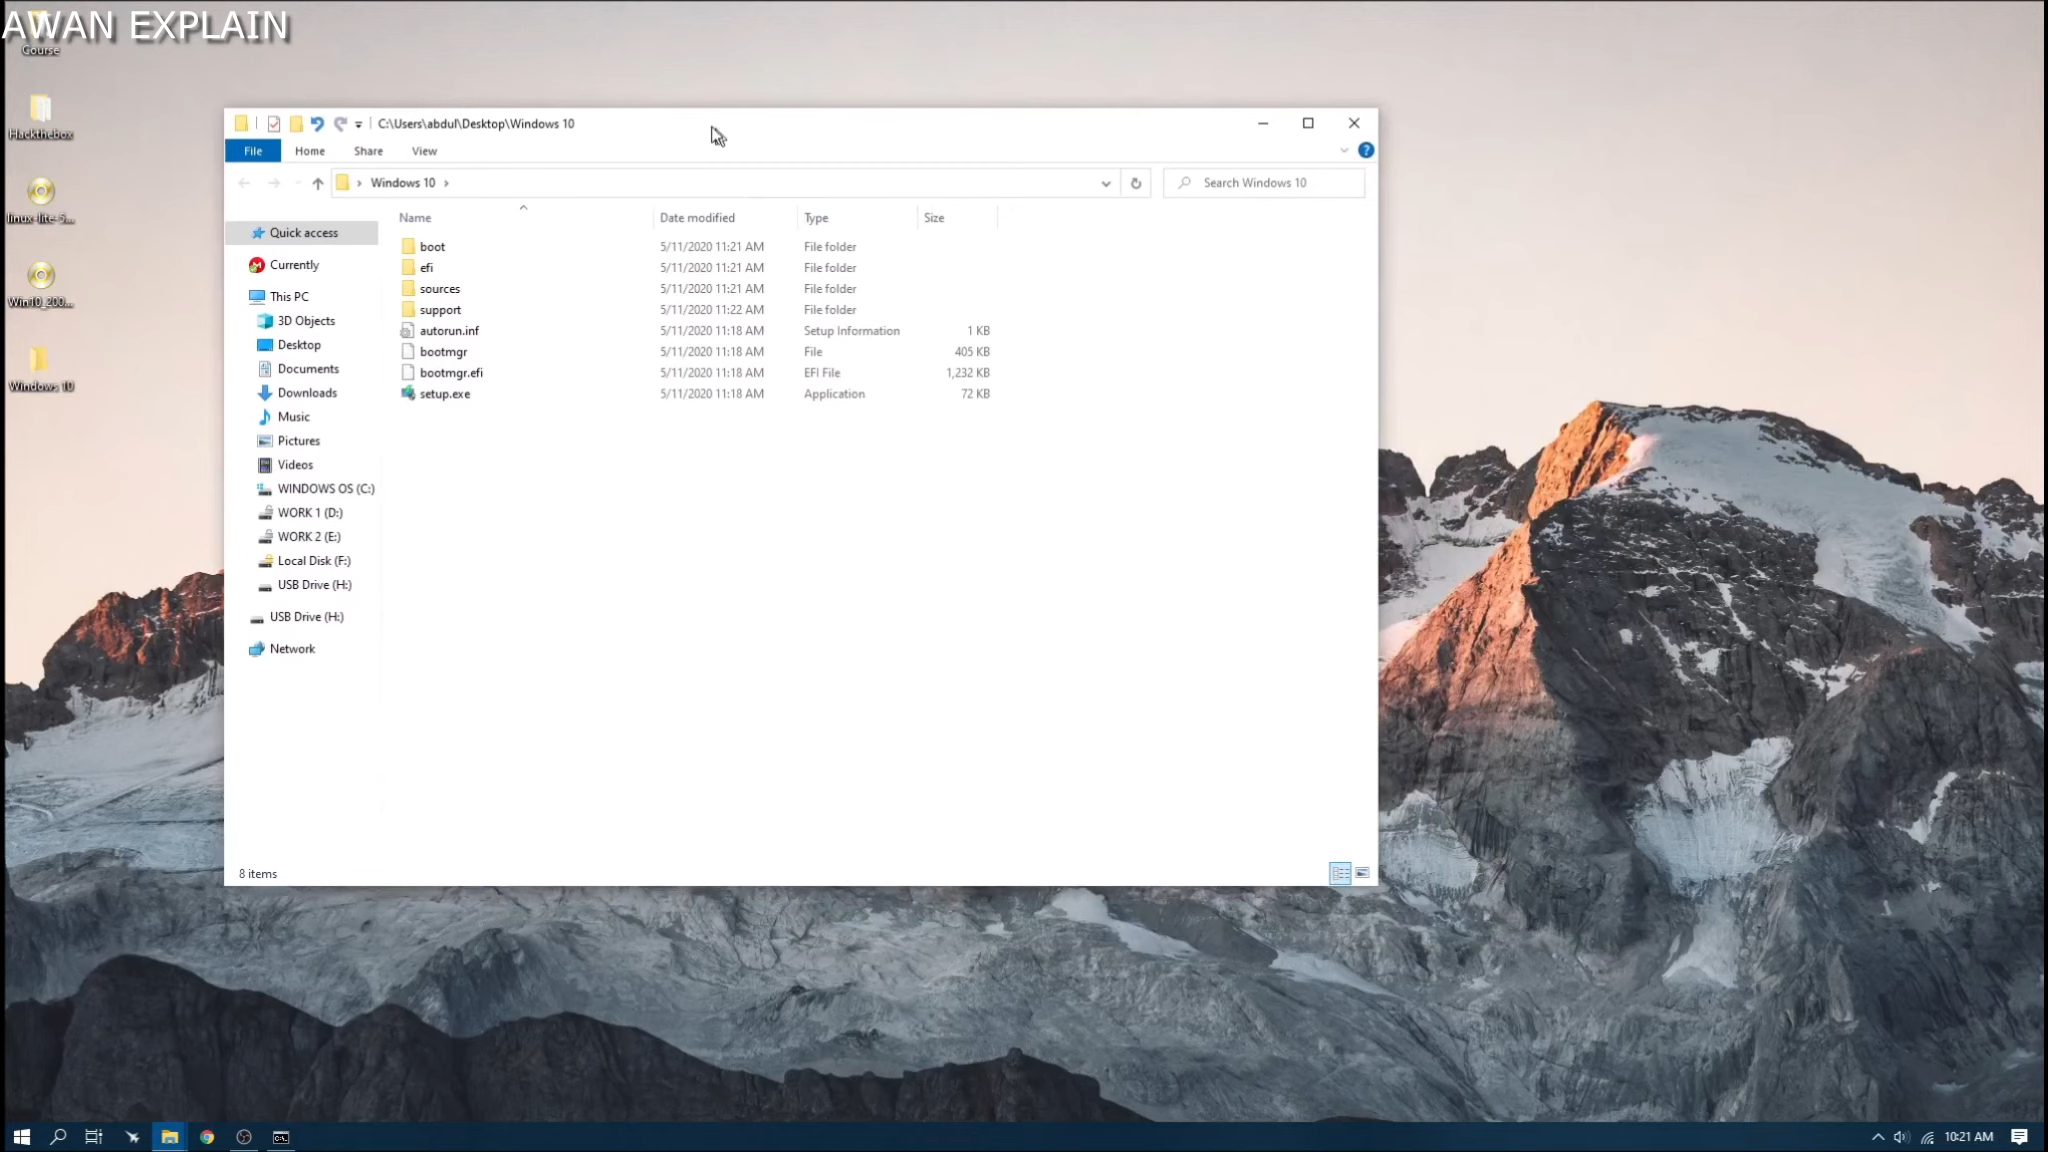 AWAN EXPLAIN
Course
Hackthebox
linux-lite-5...
Win10_200...
Windows 10
C:\Users\abdul\Desktop\Windows 10
File Home Share View
Windows 10
Search Windows 10
Name Date modified Type Size
Quick access
Currently
This PC
3D Objects
Desktop
Documents
Downloads
Music
Pictures
Videos
WINDOWS OS (C:)
WORK 1 (D:)
WORK 2 (E:)
Local Disk (F:)
USB Drive (H:)
USB Drive (H:)
Network
boot 5/11/2020 11:21 AM File folder
efi 5/11/2020 11:21 AM File folder
sources 5/11/2020 11:21 AM File folder
support 5/11/2020 11:22 AM File folder
autorun.inf 5/11/2020 11:18 AM Setup Information 1 KB
bootmgr 5/11/2020 11:18 AM File 405 KB
bootmgr.efi 5/11/2020 11:18 AM EFI File 1,232 KB
setup.exe 5/11/2020 11:18 AM Application 72 KB
8 items
10:21 AM